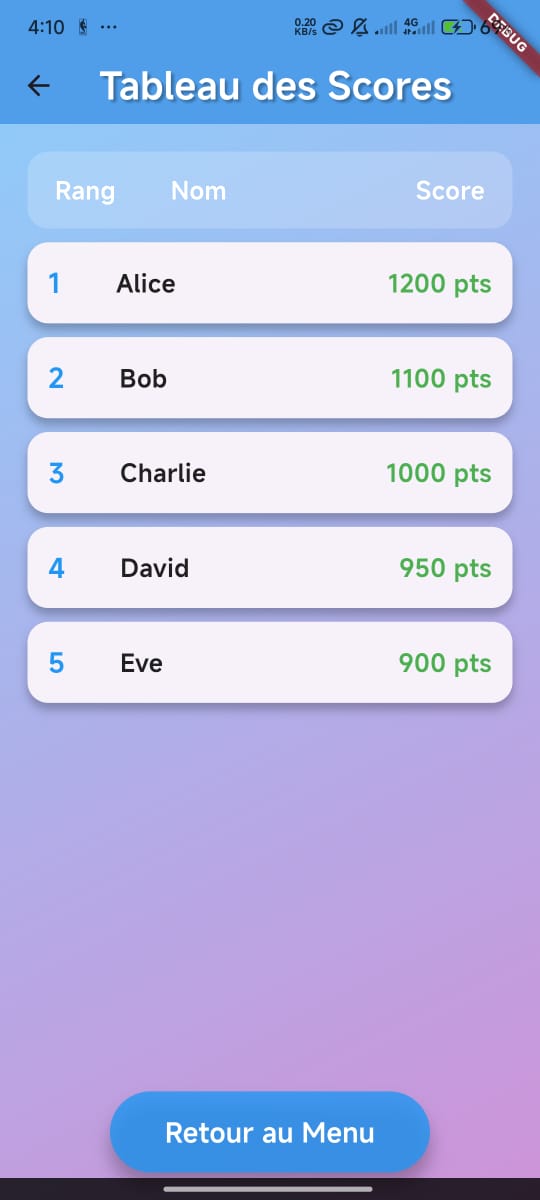 4:10 ... 0.20 KB/s 4G
DEBUG
Tableau des Scores
Rang Nom Score
1 Alice 1200 pts
2 Bob 1100 pts
3 Charlie 1000 pts
4 David 950 pts
5 Eve 900 pts
Retour au Menu